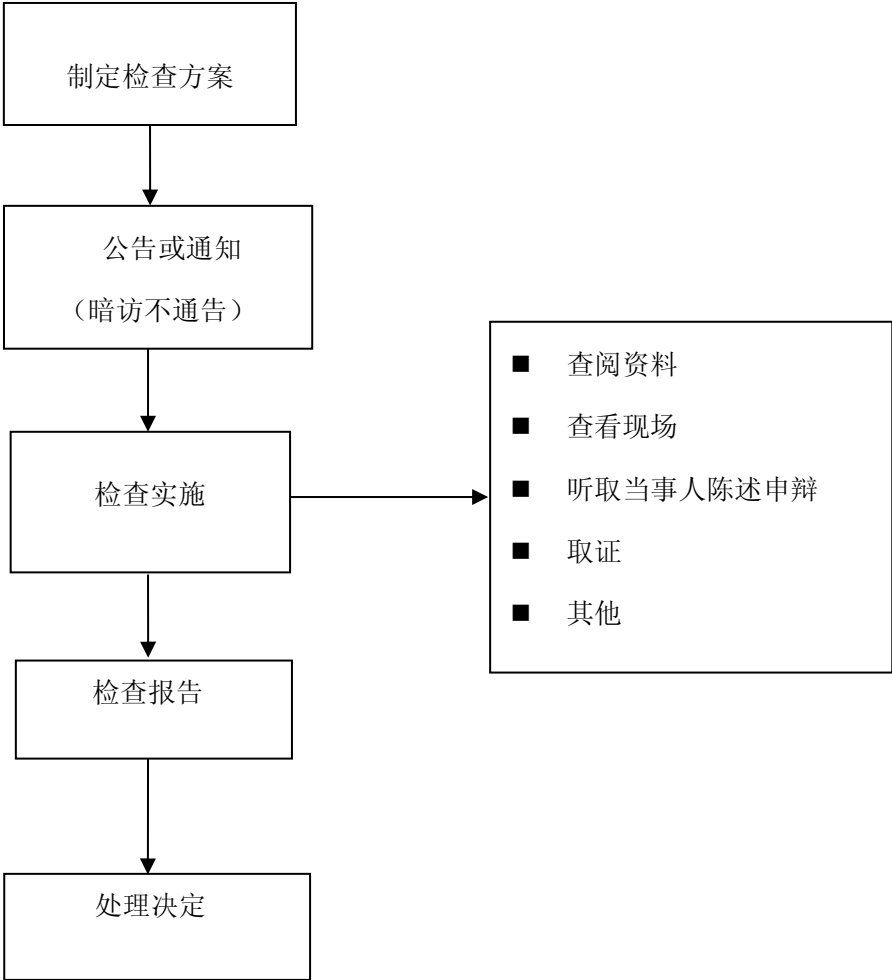 制定检查方案
公告或通知
（暗访不通告）
■ 查阅资料
■ 查看现场
检查实施
■ 听取当事人陈述申辩
■ 取证
■ 其他
检查报告
处理决定